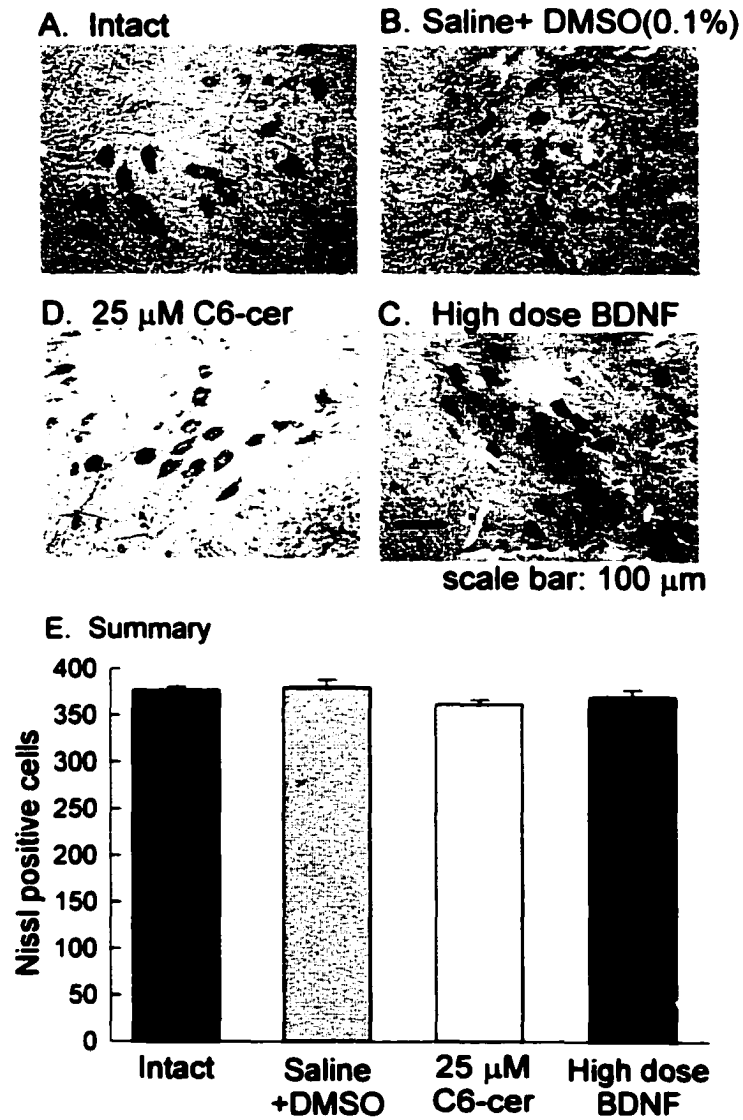 A. Intact
B. Saline+ DMSO(0.1%)
D. 25 μM C6-cer
C. High dose BDNF
scale bar: 100 μm
E. Summary
Nissl positive cells
400
350
300
250
200
150
100
50
0
Intact
Saline
+DMSO
25 μM
C6-cer
High dose
BDNF